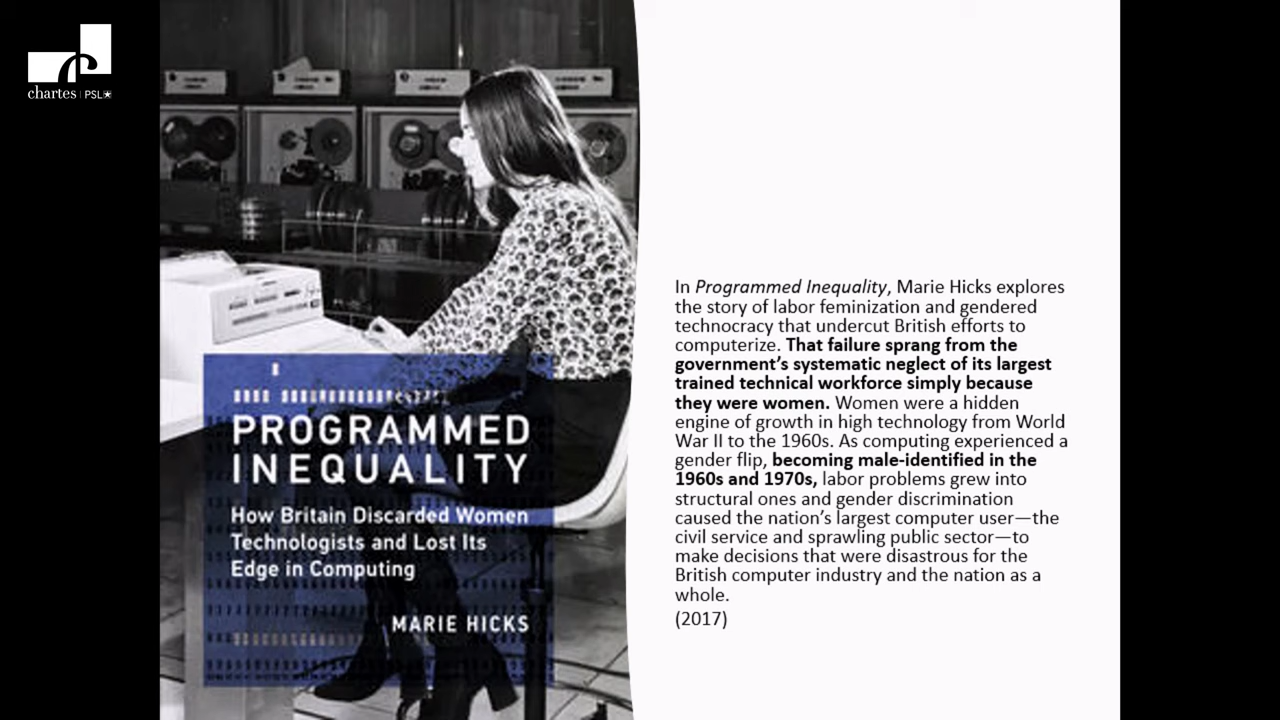 chartes | PSL★
PROGRAMMED
INEQUALITY
How Britain Discarded Women
Technologists and Lost Its
Edge in Computing
MARIE HICKS
In Programmed Inequality, Marie Hicks explores
the story of labor feminization and gendered
technocracy that undercut British efforts to
computerize. That failure sprang from the
government’s systematic neglect of its largest
trained technical workforce simply because
they were women. Women were a hidden
engine of growth in high technology from World
War II to the 1960s. As computing experienced a
gender flip, becoming male-identified in the
1960s and 1970s, labor problems grew into
structural ones and gender discrimination
caused the nation’s largest computer user—the
civil service and sprawling public sector—to
make decisions that were disastrous for the
British computer industry and the nation as a
whole.
(2017)